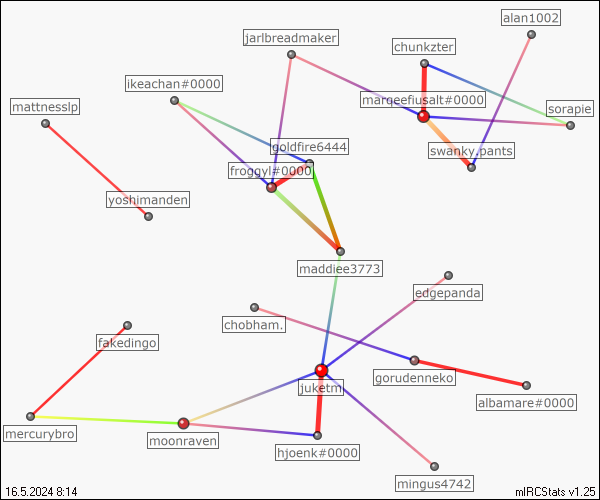 alan1002
jarlbreadmaker
chunkzter
ikeachan#0000
marqeefiusalt#0000
mattnesslp
sorapie
goldfire6444
swanky.pants
froggyl#0000
yoshimanden
maddiee3773
edgepanda
chobham.
fakedingo
gorudenneko
juketm
albamare#0000
mercurybro
moonraven
hjoenk#0000
mingus4742
16.5.2024 8:14
mIRCStats v1.25